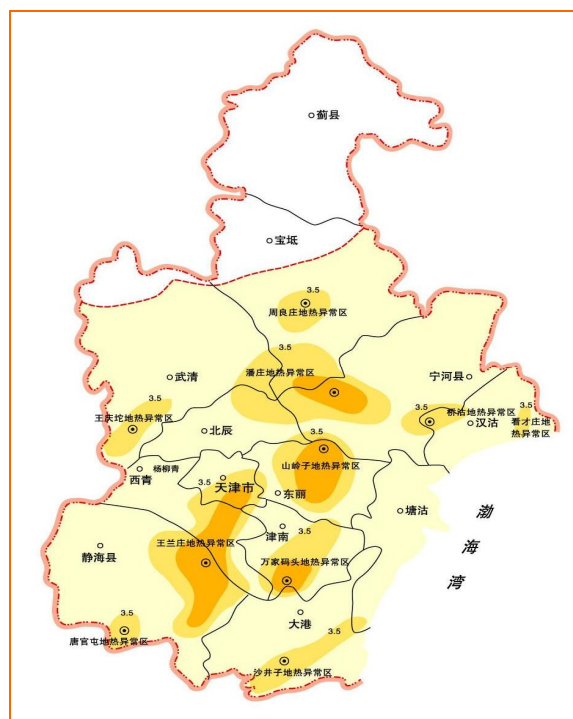 蓟县
宝坻
3.5
周良庄地热异常区
3.5
潘庄地热异常区
武清
宁河县
3.5
王庆坨地热异常区
3.5
桥沽地热异常区
汉沽
3.5
看才庄地
热异常区
北辰
3.5
山岭子地热异常区
杨柳青
西青
3.5
天津市
东丽
塘沽
渤
海
湾
津南
3.5
静海县
王兰庄地热异常区
万家码头地热异常区
大港
3.5
唐官屯地热异常区
3.5
沙井子地热异常区